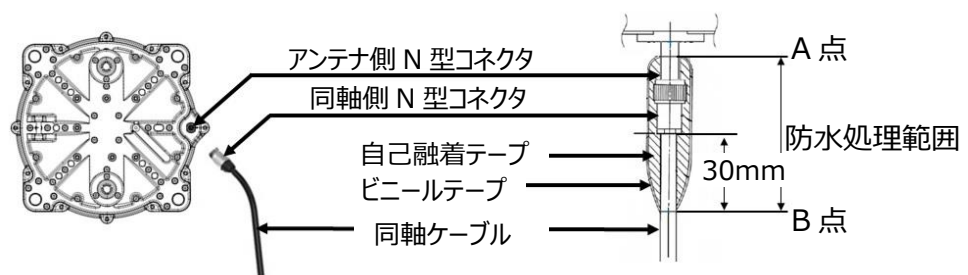 アンテナ側 N 型コネクタ
同軸側 N 型コネクタ
自己融着テープ
ビニールテープ
同軸ケーブル
A 点
防水処理範囲
30mm
B 点